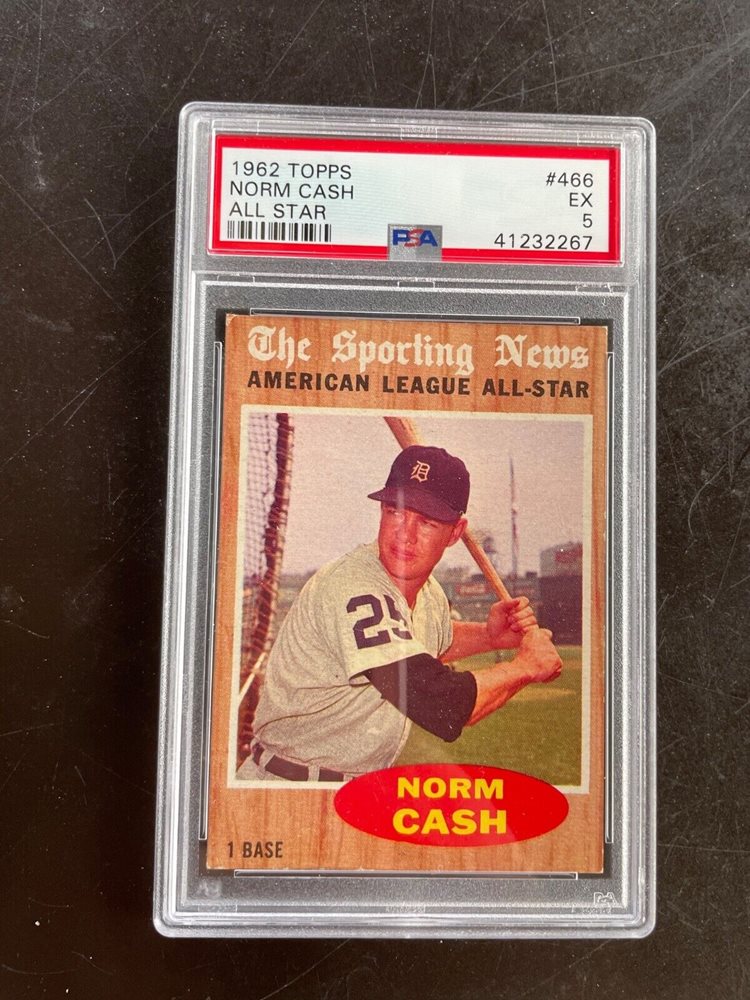 1962 TOPPS #466
NORM CASH EX
ALL STAR 5
PSA 41232267
The Sporting News
AMERICAN LEAGUE ALL-STAR
D
25
NORM
CASH
1 BASE